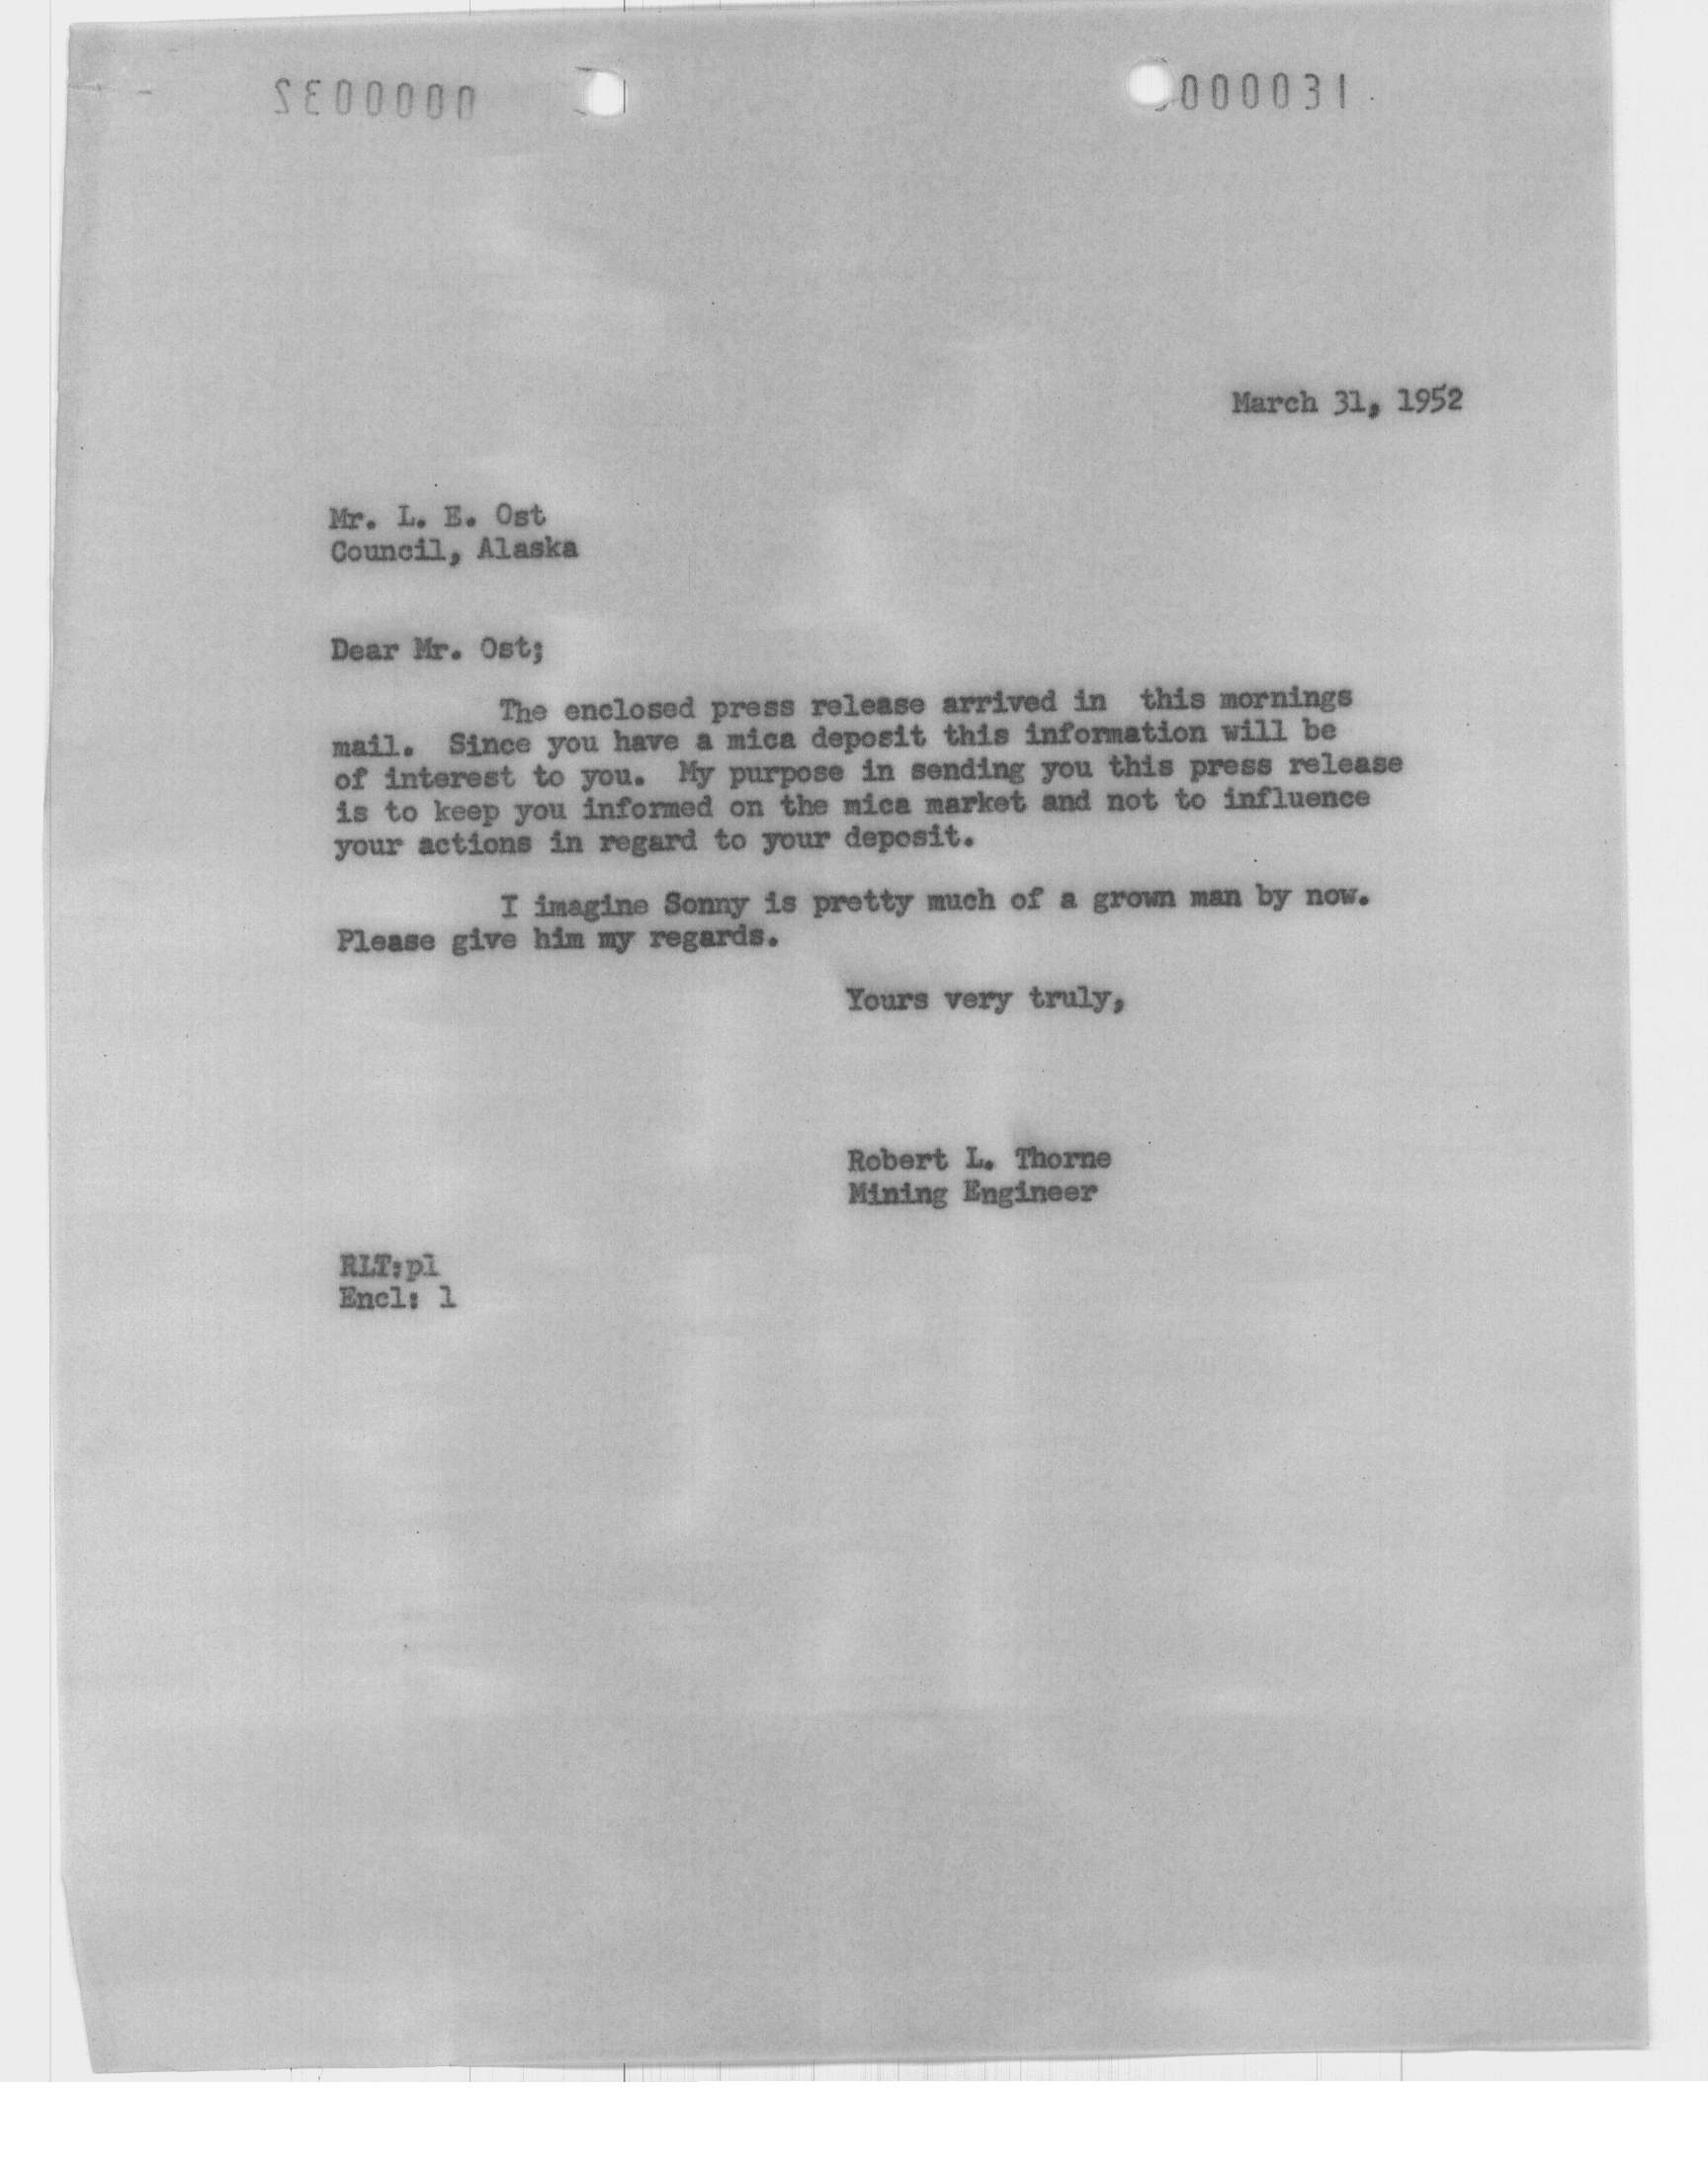 0000032
000031
March 31, 1952
Mr. L. E. Ost
Council, Alaska
Dear Mr. Ost;
The enclosed press release arrived in this mornings
mail. Since you have a mica deposit this information will be
of interest to you. My purpose in sending you this press release
is to keep you informed on the mica market and not to influence
your actions in regard to your deposit.
I imagine Sonny is pretty much of a grown man by now.
Please give him my regards.
Yours very truly,
Robert L. Thorne
Mining Engineer
RLT:pl
Encl: 1